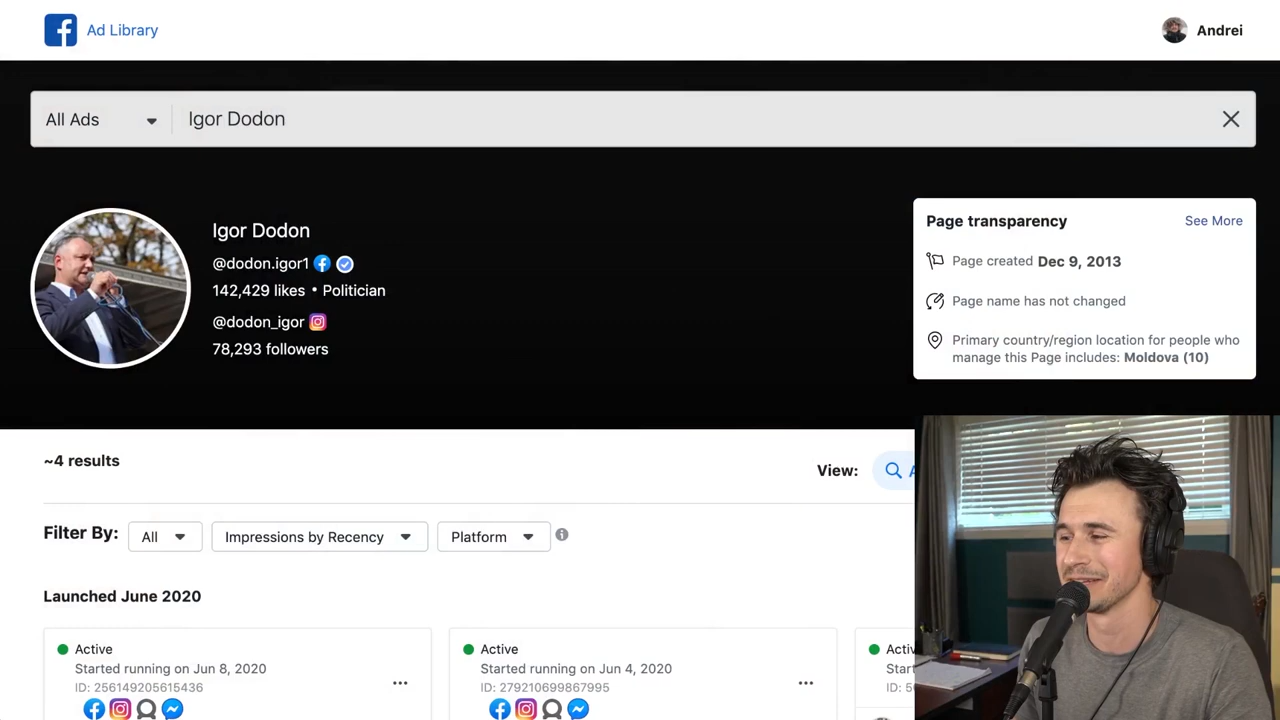 Ad Library
Andrei
All Ads
Igor Dodon
Igor Dodon
@dodon.igor1
142,429 likes • Politician
@dodon_igor
78,293 followers
Page transparency
See More
Page created Dec 9, 2013
Page name has not changed
Primary country/region location for people who
manage this Page includes: Moldova (10)
~4 results
View:
Filter By:
All
Impressions by Recency
Platform
Launched June 2020
Active
Started running on Jun 8, 2020
ID: 256149205615436
Active
Started running on Jun 4, 2020
ID: 279210699867995
Activ
Start
ID: 50